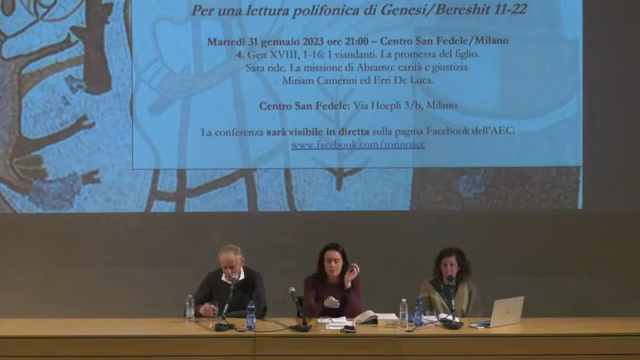 Per una lettura polifonica di Genesi/Bereshit 11-22
Martedì 31 gennaio 2023 ore 21:00 – Centro San Fedele/Milano
4. Gen XVIII, 1-16: I viandanti. La promessa del figlio.
Sara ride. La missione di Abramo: carità e giustizia.
Miriam Camerini ed Erri De Luca.
Centro San Fedele: Via Hoepli 3/b, Milano
La conferenza sarà visibile in diretta sulla pagina Facebook dell'AEC:
www.facebook.com/tonnoaec